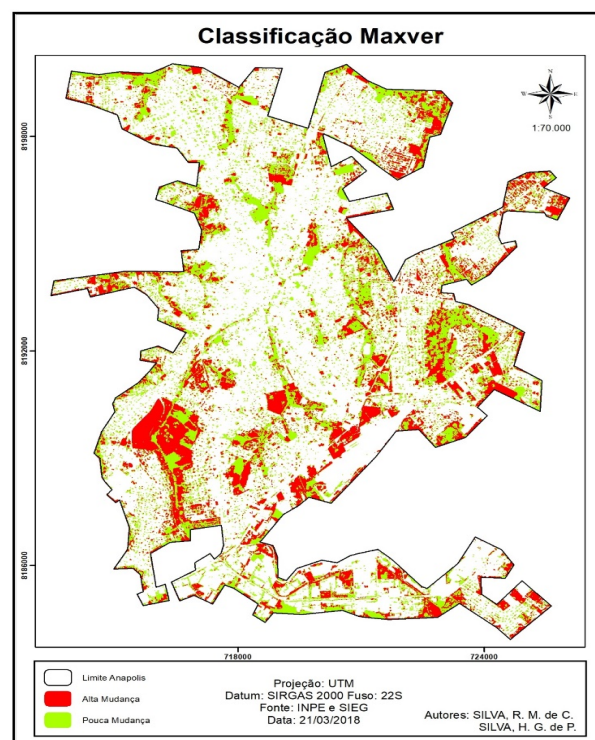 Classificação Maxver
N
W E
S
1:70.000
8198000
8192000
8186000
718000 724000
Limite Anapolis
Alta Mudança
Pouca Mudança
Projeção: UTM
Datum: SIRGAS 2000 Fuso: 22S
Fonte: INPE e SIEG
Data: 21/03/2018
Autores: SILVA, R. M. de C.
SILVA, H. G. de P.